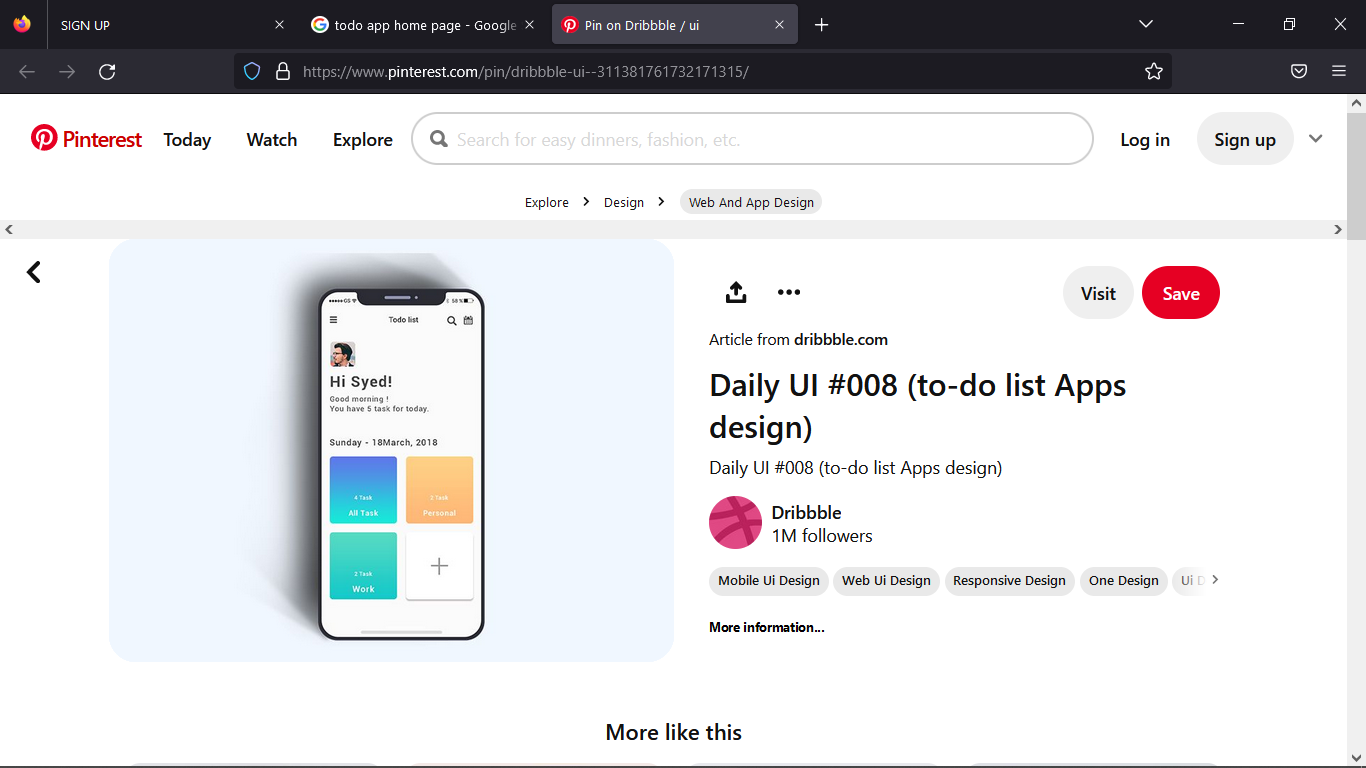 SIGN UP
todo app home page - Google
Pin on Dribbble / ui
https://www.pinterest.com/pin/dribbble-ui--311381761732171315/
Pinterest
Today
Watch
Explore
Search for easy dinners, fashion, etc.
Log in
Sign up
Explore
Design
Web And App Design
GS
58 %
Todo list
Hi Syed!
Good morning !
You have 5 task for today.
Sunday - 18March, 2018
4 Task
All Task
2 Task
Personal
2 Task
Work
Visit
Save
Article from dribbble.com
Daily UI #008 (to-do list Apps
design)
Daily UI #008 (to-do list Apps design)
Dribbble
1M followers
Mobile Ui Design
Web Ui Design
Responsive Design
One Design
Ui D
More information...
More like this